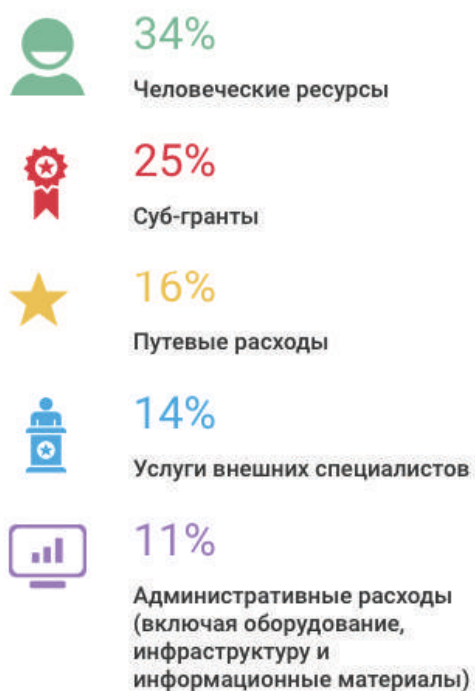 34%
Человеческие ресурсы
25%
Суб-гранты
16%
Путевые расходы
14%
Услуги внешних специалистов
11%
Административные расходы
(включая оборудование,
инфраструктуру и
информационные материалы)